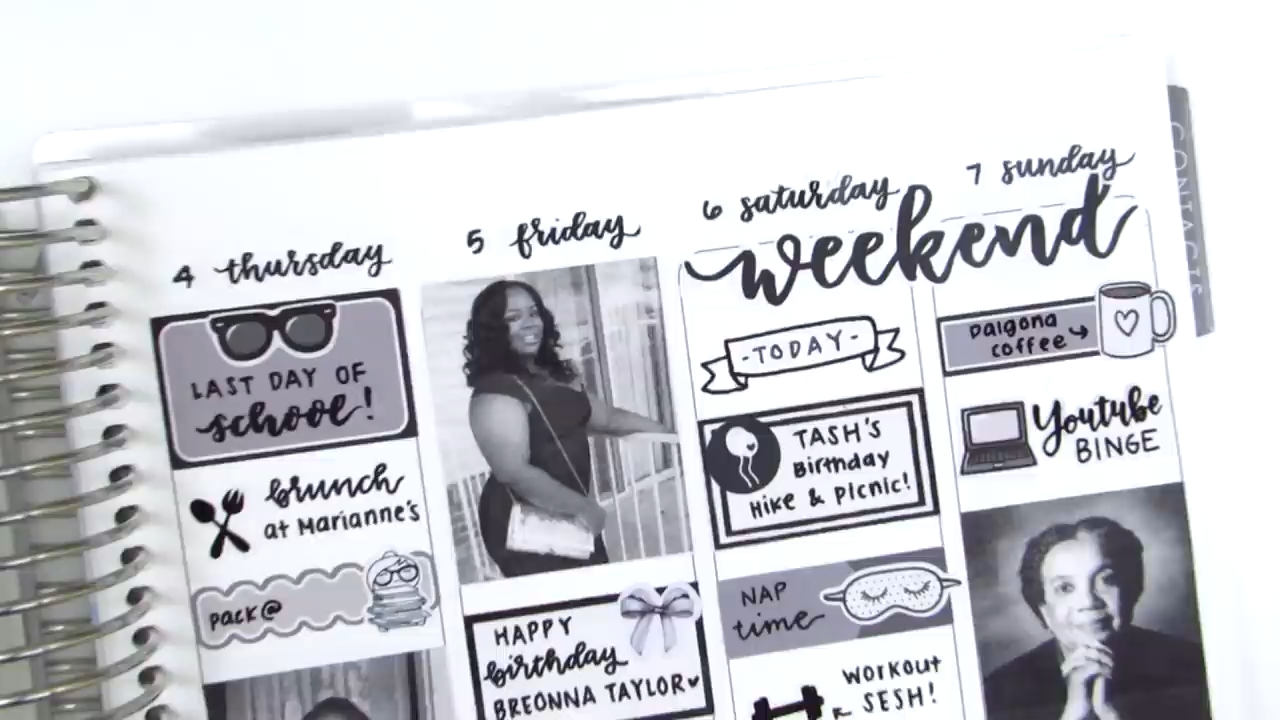 4 thursday
LAST DAY OF
school!
brunch
at Marianne's
pack@
5 friday
HAPPY
birthday
BREONNA TAYLOR
6 saturday
7 sunday
weekend
-TODAY-
TASH'S
Birthday
Hike & Picnic!
NAP
time
WORKOUT
SESH!
Dalgona
coffee
Youtube
BINGE
CONTACTS